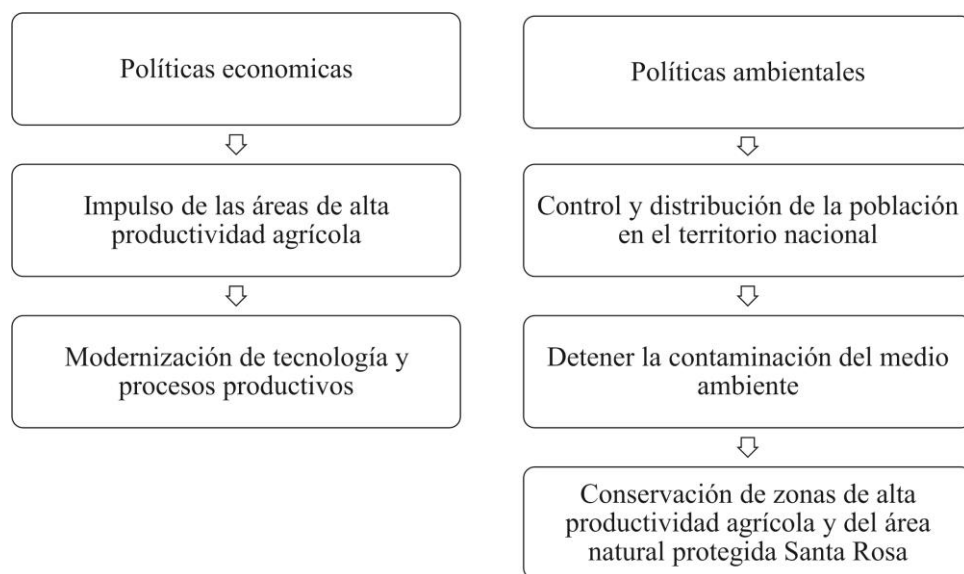 Políticas economicas
Impulso de las áreas de alta
productividad agrícola
Modernización de tecnología y
procesos productivos
Políticas ambientales
Control y distribución de la población
en el territorio nacional
Detener la contaminación del medio
ambiente
Conservación de zonas de alta
productividad agrícola y del área
natural protegida Santa Rosa